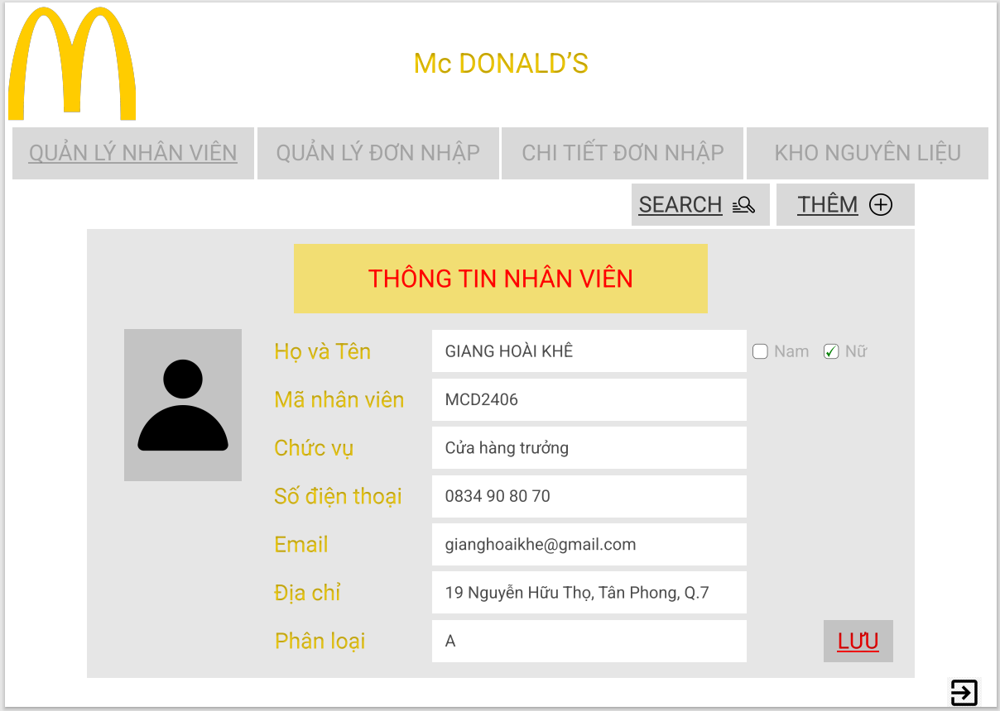 Mc DONALD’S
QUẢN LÝ NHÂN VIÊN
QUẢN LÝ ĐƠN NHẬP
CHI TIẾT ĐƠN NHẬP
KHO NGUYÊN LIỆU
SEARCH
THÊM
THÔNG TIN NHÂN VIÊN
Họ và Tên
GIANG HOÀI KHÊ
Nam
Nữ
Mã nhân viên
MCD2406
Chức vụ
Cửa hàng trưởng
Số điện thoại
0834 90 80 70
Email
gianghoaikhe@gmail.com
Địa chỉ
19 Nguyễn Hữu Thọ, Tân Phong, Q.7
Phân loại
A
LƯU